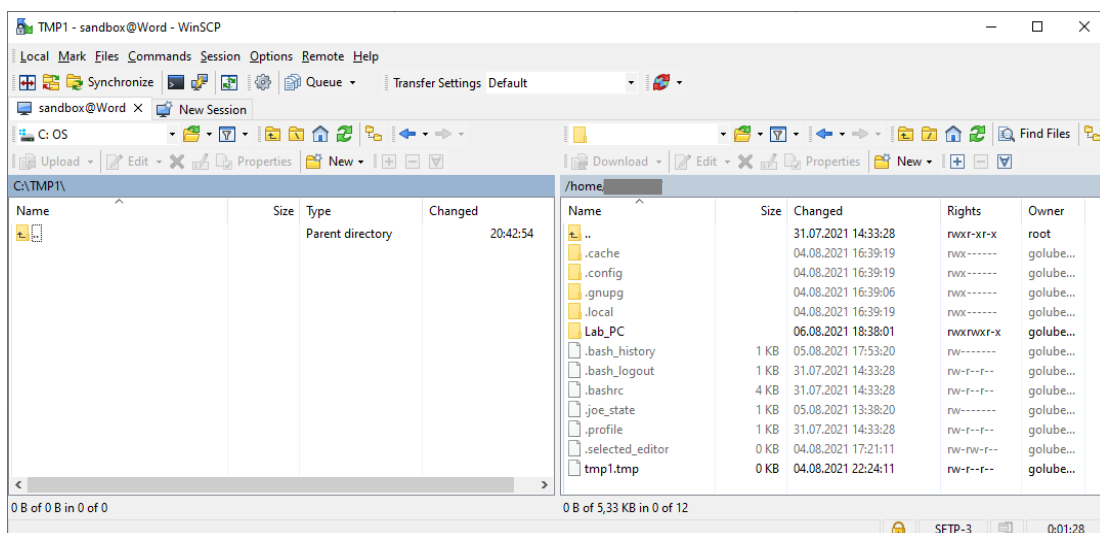 TMP1 - sandbox@Word - WinSCP
Local Mark Files Commands Session Options Remote Help
Synchronize Queue Transfer Settings Default
sandbox@Word New Session
C: OS Find Files
Upload Edit Properties New Download Edit Properties New
C:\TMP1\ /home/
Name Size Type Changed Name Size Changed Rights Owner
.. Parent directory 20:42:54 .. 31.07.2021 14:33:28 rwxr-xr-x root
.cache 04.08.2021 16:39:19 rwx------ golube...
.config 04.08.2021 16:39:19 rwx------ golube...
.gnupg 04.08.2021 16:39:06 rwx------ golube...
.local 04.08.2021 16:39:19 rwx------ golube...
Lab_PC 06.08.2021 18:38:01 rwxrwxr-x golube...
.bash_history 1 KB 05.08.2021 17:53:20 rw------- golube...
.bash_logout 1 KB 31.07.2021 14:33:28 rw-r--r-- golube...
.bashrc 4 KB 31.07.2021 14:33:28 rw-r--r-- golube...
.joe_state 1 KB 05.08.2021 13:38:20 rw------- golube...
.profile 1 KB 31.07.2021 14:33:28 rw-r--r-- golube...
.selected_editor 0 KB 04.08.2021 17:21:11 rw-rw-r-- golube...
tmp1.tmp 0 KB 04.08.2021 22:24:11 rw-r--r-- golube...
0 B of 0 B in 0 of 0 0 B of 5,33 KB in 0 of 12
SFTP-3 0:01:28